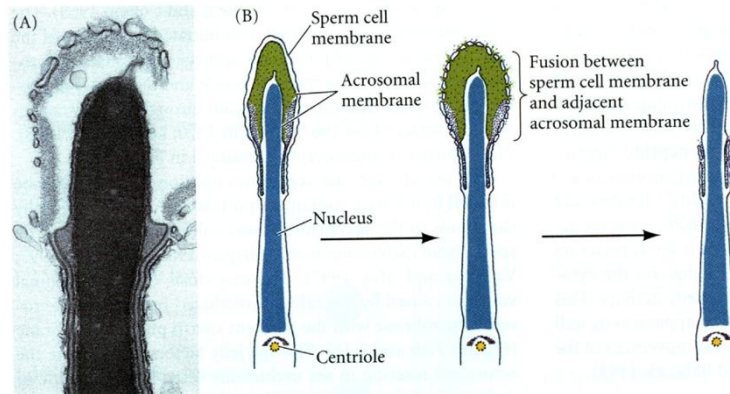 (A)
(B)
Sperm cell
membrane
Acrosomal
membrane
Nucleus
Centriole
Fusion between
sperm cell membrane
and adjacent
acrosomal membrane